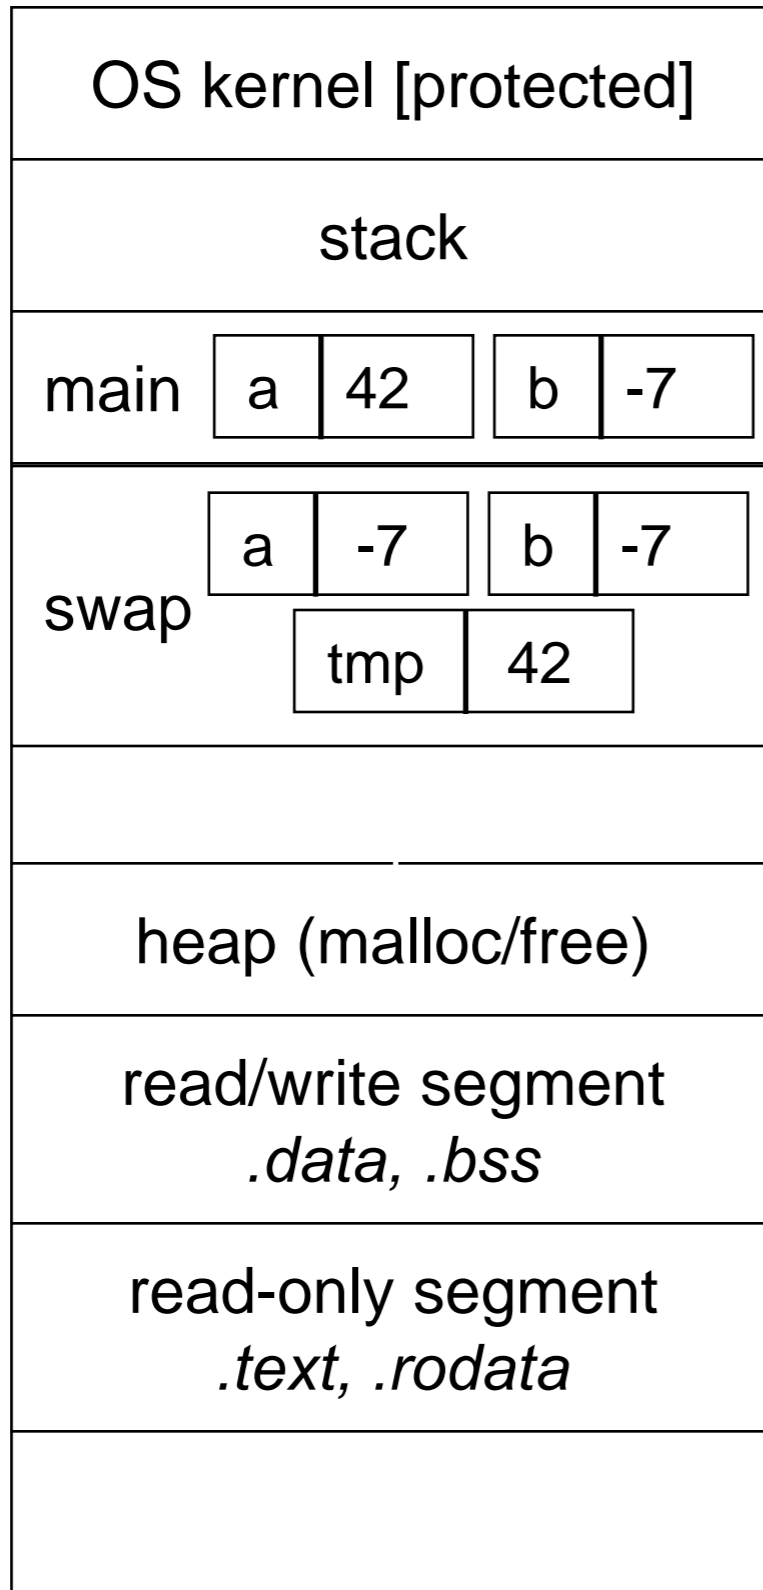 OS kernel [protected]
stack
main a 42 b -7
a -7 b -7
swap
tmp 42
heap (malloc/free)
read/write segment
.data, .bss
read-only segment
.text, .rodata